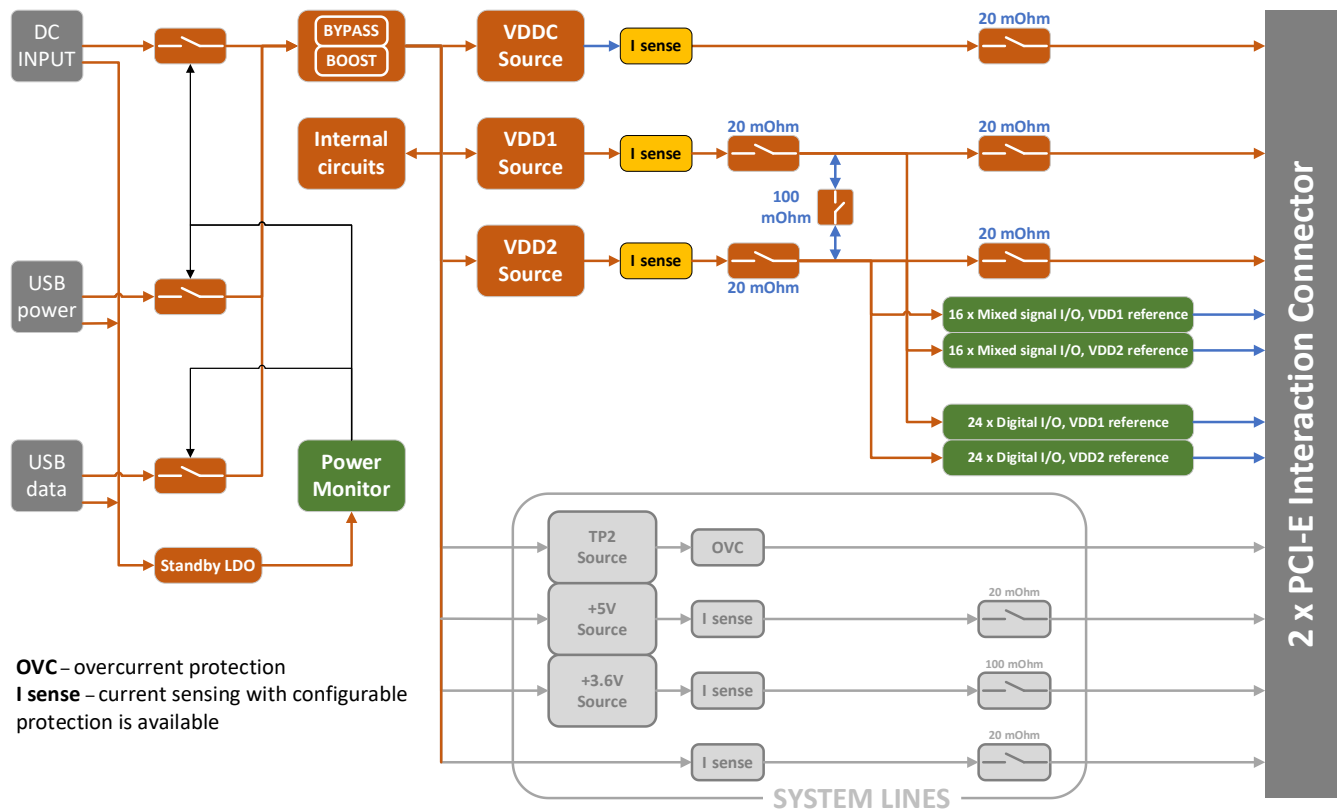 DC
INPUT
BYPASS
BOOST
VDDC
Source
I sense
20 mOhm
Internal
circuits
VDD1
Source
I sense
20 mOhm
20 mOhm
100
mOhm
USB
power
VDD2
Source
I sense
20 mOhm
20 mOhm
16 x Mixed signal I/O, VDD1 reference
16 x Mixed signal I/O, VDD2 reference
24 x Digital I/O, VDD1 reference
24 x Digital I/O, VDD2 reference
USB
data
Power
Monitor
Standby LDO
TP2
Source
OVC
+5V
Source
I sense
20 mOhm
+3.6V
Source
I sense
100 mOhm
I sense
20 mOhm
SYSTEM LINES
2 x PCI-E Interaction Connector
OVC – overcurrent protection
I sense – current sensing with configurable
protection is available